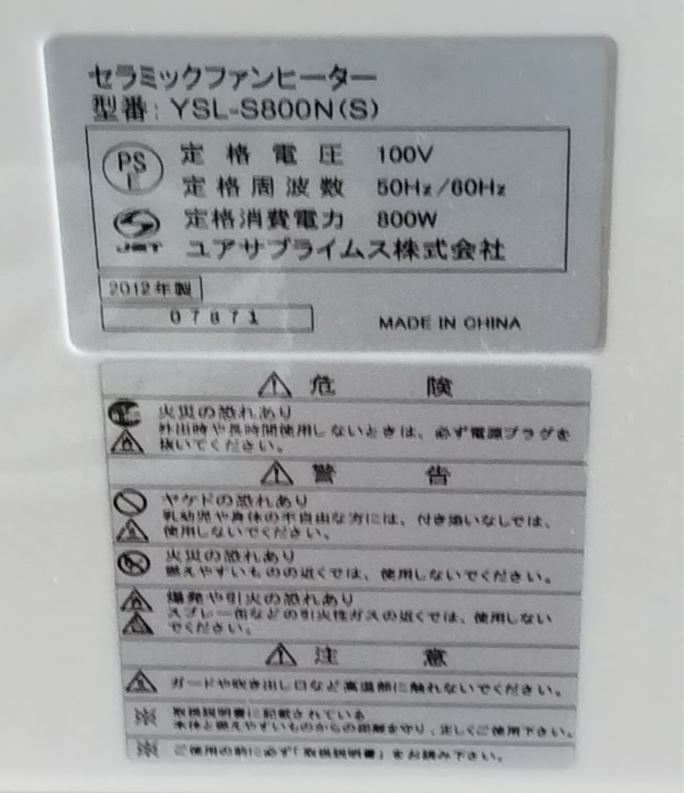 セラミックファンヒーター
型番: YSL-S800N(S)
PS
E
定格電圧 100V
定格周波数 50Hz/60Hz
定格消費電力 800W
JET
ユアサプライムス株式会社
2012年製
07871
MADE IN CHINA
危険
火災の恐れあり
外出時や長時間使用しないときは、必ず電源プラグを
抜いてください。
警告
ヤケドの恐れあり
乳幼児や身体の不自由な方には、付き添いなしでは、
使用しないでください。
火災の恐れあり
燃えやすいものの近くでは、使用しないでください。
爆発や引火の恐れあり
スプレー缶などの引火性ガスの近くでは、使用しない
でください。
注意
ガードや吹き出し口など高温部に触れないでください。
※ 取扱説明書に記載されている
本体と燃えやすいものからの距離を守り、正しくご使用下さい。
※ ご使用の前に必ず「取扱説明書」をお読み下さい。